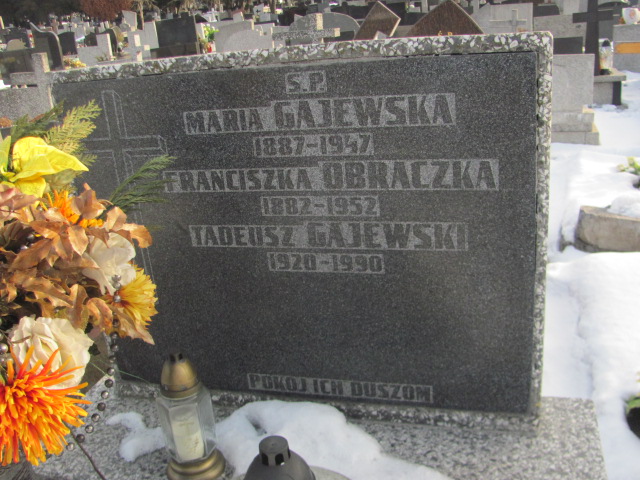 S.P.
MARIA GAJEWSKA
1887-1947
FRANCISZKA OBRACZKA
1882-1952
TADEUSZ GAJEWSKI
1920-1990
POKÓJ ICH DUSZOM